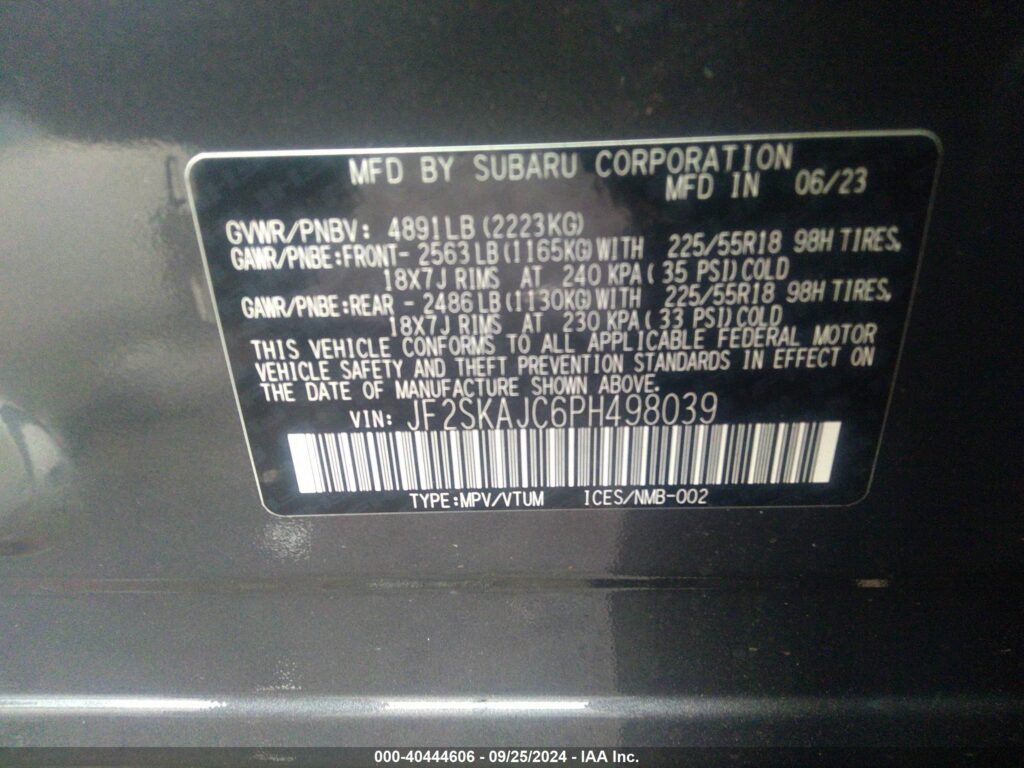 MFD BY SUBARU CORPORATION
MFD IN 06/23
GVWR/PNBV: 4891LB (2223KG)
GAWR/PNBE:FRONT- 2563LB(1165KG)WITH 225/55R18 98H TIRES,
18X7J RIMS AT 240 KPA( 35 PSI)COLD
GAWR/PNBE:REAR - 2486LB(1130KG)WITH 225/55R18 98H TIRES,
18X7J RIMS AT 230 KPA( 33 PSI)COLD
THIS VEHICLE CONFORMS TO ALL APPLICABLE FEDERAL MOTOR
VEHICLE SAFETY AND THEFT PREVENTION STANDARDS IN EFFECT ON
THE DATE OF MANUFACTURE SHOWN ABOVE.
VIN: JF2SKAJC6PH498039
TYPE:MPV/VTUM ICES/NMB-002
000-40444606 - 09/25/2024 - IAA Inc.